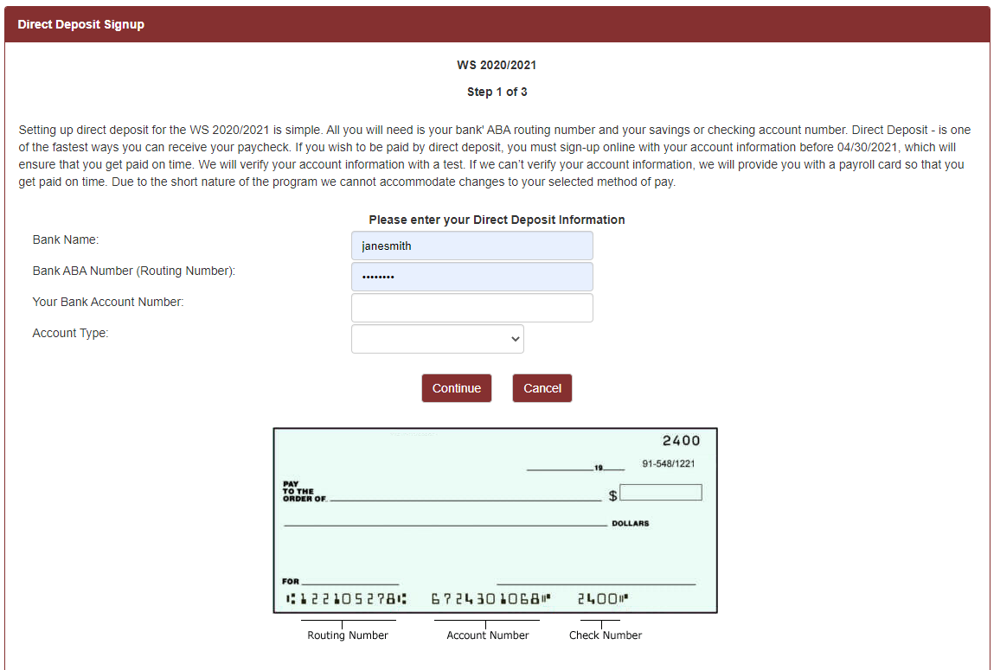 Direct Deposit Signup
WS 2020/2021
Step 1 of 3
Setting up direct deposit for the WS 2020/2021 is simple. All you will need is your bank' ABA routing number and your savings or checking account number. Direct Deposit - is one
of the fastest ways you can receive your paycheck. If you wish to be paid by direct deposit, you must sign-up online with your account information before 04/30/2021, which will
ensure that you get paid on time. We will verify your account information with a test. If we can't verify your account information, we will provide you with a payroll card so that you
get paid on time. Due to the short nature of the program we cannot accommodate changes to your selected method of pay.
Please enter your Direct Deposit Information
Bank Name:
janesmith
Bank ABA Number (Routing Number):
••••••••
Your Bank Account Number:
Account Type:
Continue Cancel
2400
19 91-548/1221
PAY
TO THE
ORDER OF
$
DOLLARS
FOR
⑆122105278⑆ 6724301068⑈ 2400⑈
Routing Number Account Number Check Number